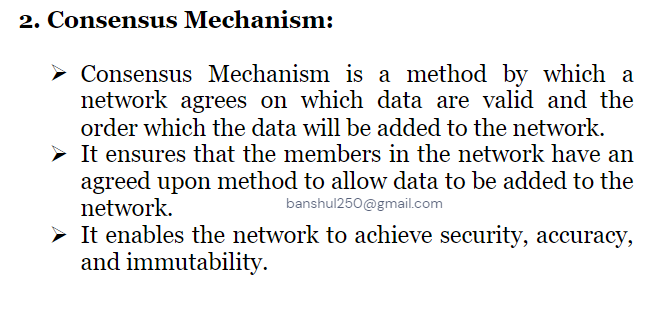 2. Consensus Mechanism:
➢ Consensus Mechanism is a method by which a
network agrees on which data are valid and the
order which the data will be added to the network.
➢ It ensures that the members in the network have an
agreed upon method to allow data to be added to the
network.
banshul250@gmail.com
➢ It enables the network to achieve security, accuracy,
and immutability.